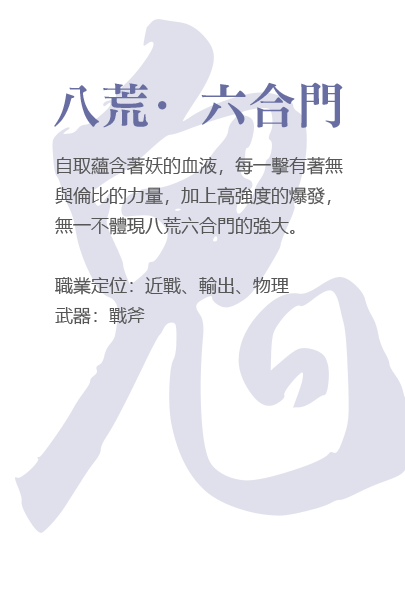 鬼
八荒·六合門
自取蘊含著妖的血液，每一擊有著無
與倫比的力量，加上高強度的爆發，
無一不體現八荒六合門的強大。
職業定位：近戰、輸出、物理
武器：戰斧